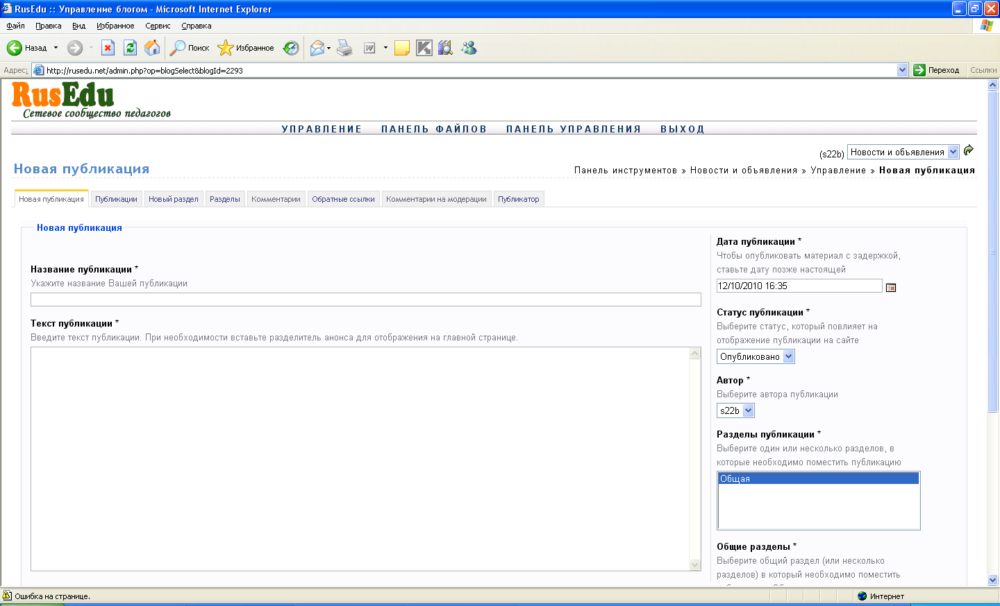 RusEdu :: Управление блогом - Microsoft Internet Explorer
Файл Правка Вид Избранное Сервис Справка
Назад Поиск Избранное
Адрес: http://rusedu.net/admin.php?op=blogSelect&blogId=2293 Переход Ссылки
RusEdu
Сетевое сообщество педагогов
УПРАВЛЕНИЕ ПАНЕЛЬ ФАЙЛОВ ПАНЕЛЬ УПРАВЛЕНИЯ ВЫХОД
(s22b) Новости и объявления
Новая публикация
Панель инструментов » Новости и объявления » Управление » Новая публикация
Новая публикация Публикации Новый раздел Разделы Комментарии Обратные ссылки Комментарии на модерации Публикатор
Новая публикация
Название публикации *
Укажите название Вашей публикации
Текст публикации *
Введите текст публикации. При необходимости вставьте разделитель анонса для отображения на главной странице.
Дата публикации *
Чтобы опубликовать материал с задержкой,
ставьте дату позже настоящей
12/10/2010 16:35
Статус публикации *
Выберите статус, который повлияет на
отображение публикации на сайте
Опубликовано
Автор *
Выберите автора публикации
s22b
Разделы публикации *
Выберите один или несколько разделов, в
которые необходимо поместить публикацию
Общая
Общие разделы *
Выберите общий раздел (или несколько
разделов) в который необходимо поместить
Ошибка на странице.
Интернет